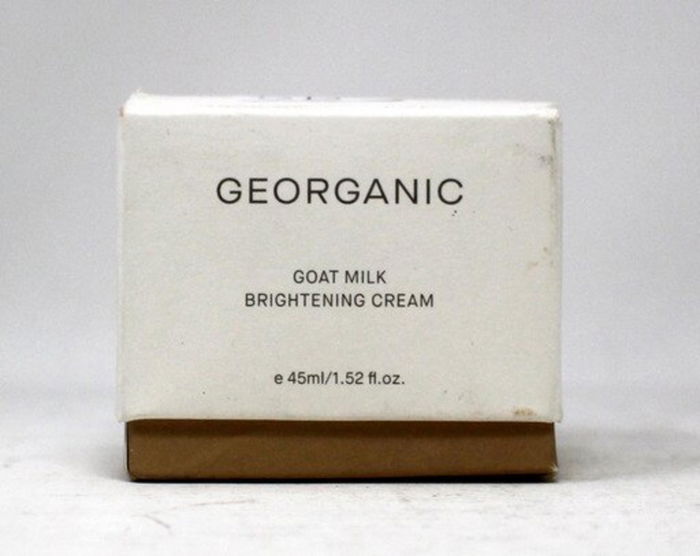 GEORGANIC
GOAT MILK
BRIGHTENING CREAM
e 45ml/1.52 fl.oz.